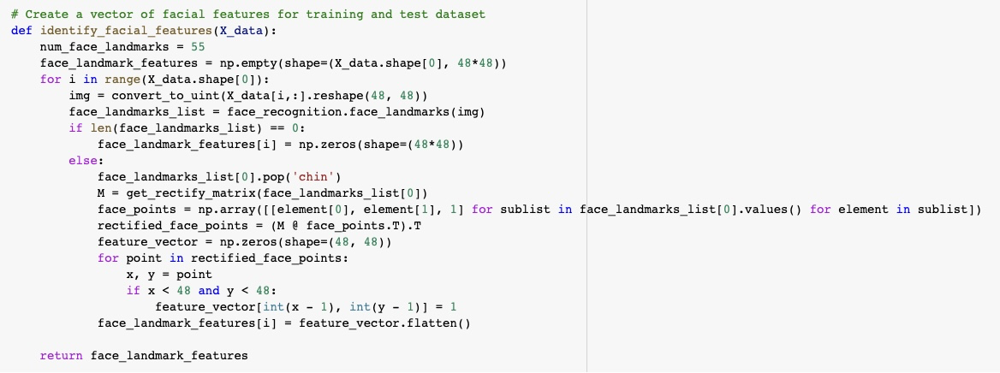 # Create a vector of facial features for training and test dataset
def identify_facial_features(X_data):
    num_face_landmarks = 55
    face_landmark_features = np.empty(shape=(X_data.shape[0], 48*48))
    for i in range(X_data.shape[0]):
        img = convert_to_uint(X_data[i,:].reshape(48, 48))
        face_landmarks_list = face_recognition.face_landmarks(img)
        if len(face_landmarks_list) == 0:
            face_landmark_features[i] = np.zeros(shape=(48*48))
        else:
            face_landmarks_list[0].pop('chin')
            M = get_rectify_matrix(face_landmarks_list[0])
            face_points = np.array([[element[0], element[1], 1] for sublist in face_landmarks_list[0].values() for element in sublist])
            rectified_face_points = (M @ face_points.T).T
            feature_vector = np.zeros(shape=(48, 48))
            for point in rectified_face_points:
                x, y = point
                if x < 48 and y < 48:
                    feature_vector[int(x - 1), int(y - 1)] = 1
            face_landmark_features[i] = feature_vector.flatten()
    return face_landmark_features